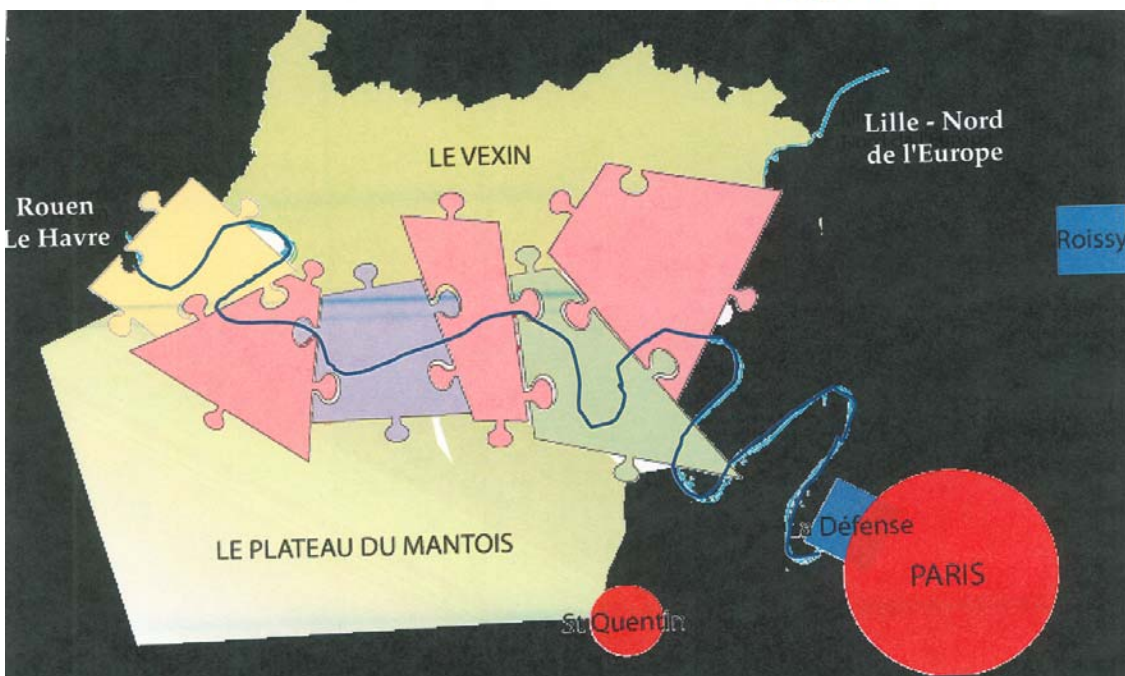 LE VEXIN
Lille - Nord
de l'Europe
Rouen
Le Havre
Roissy
LE PLATEAU DU MANTOIS
La Défense
PARIS
St Quentin